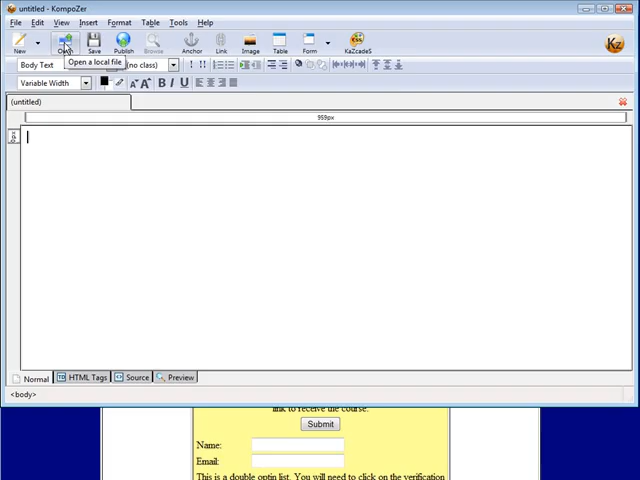 untitled - KompoZer
File Edit View Insert Format Table Tools Help
New Open Save Publish Browse Anchor Link Image Table Form KaZcadeS
Kz
Open a local file
Body Text (no class) ! !!
Variable Width A A B I U
(untitled)
959px
Normal HTML Tags Source Preview
<body>
link to receive the course.
Submit
Name:
Email:
This is a double optin list. You will need to click on the verification